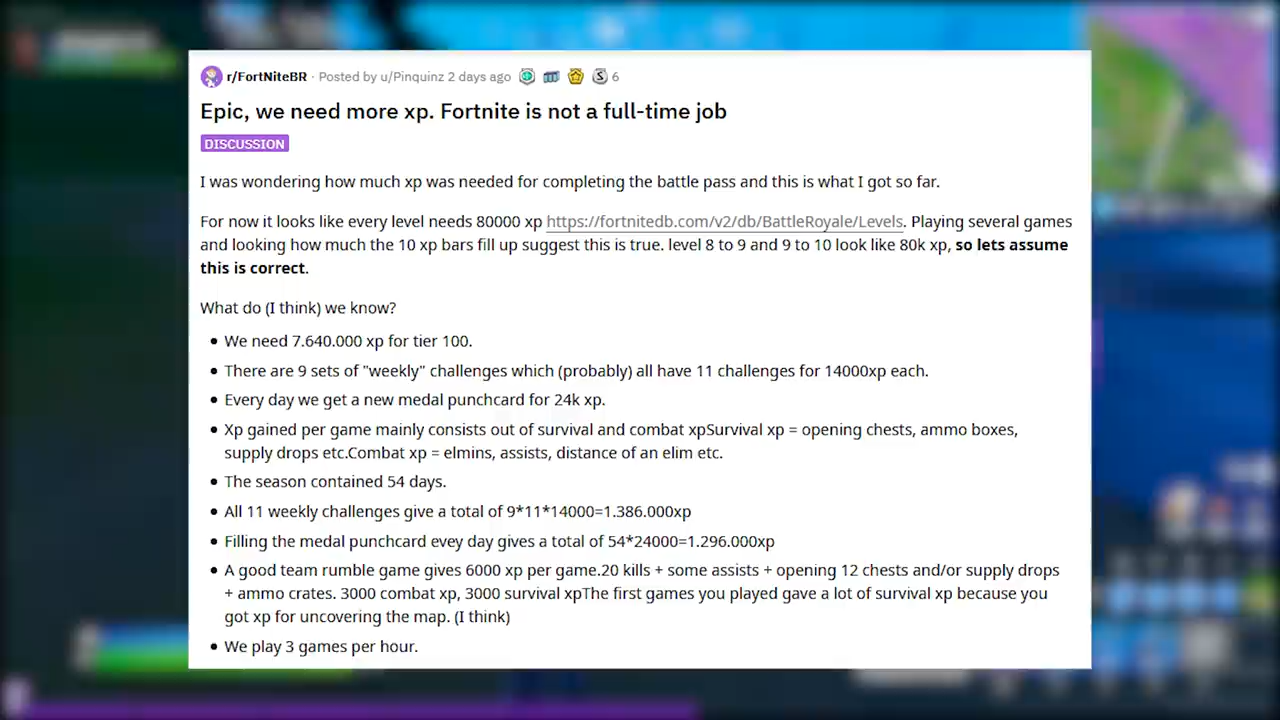 r/FortNiteBR · Posted by u/Pinquinz 2 days ago 6
Epic, we need more xp. Fortnite is not a full-time job
DISCUSSION
I was wondering how much xp was needed for completing the battle pass and this is what I got so far.
For now it looks like every level needs 80000 xp https://fortnitedb.com/v2/db/BattleRoyale/Levels. Playing several games
and looking how much the 10 xp bars fill up suggest this is true. level 8 to 9 and 9 to 10 look like 80k xp, so lets assume
this is correct.
What do (I think) we know?
● We need 7.640.000 xp for tier 100.
● There are 9 sets of "weekly" challenges which (probably) all have 11 challenges for 14000xp each.
● Every day we get a new medal punchcard for 24k xp.
● Xp gained per game mainly consists out of survival and combat xpSurvival xp = opening chests, ammo boxes,
supply drops etc.Combat xp = elmins, assists, distance of an elim etc.
● The season contained 54 days.
● All 11 weekly challenges give a total of 9*11*14000=1.386.000xp
● Filling the medal punchcard evey day gives a total of 54*24000=1.296.000xp
● A good team rumble game gives 6000 xp per game.20 kills + some assists + opening 12 chests and/or supply drops
+ ammo crates. 3000 combat xp, 3000 survival xpThe first games you played gave a lot of survival xp because you
got xp for uncovering the map. (I think)
● We play 3 games per hour.